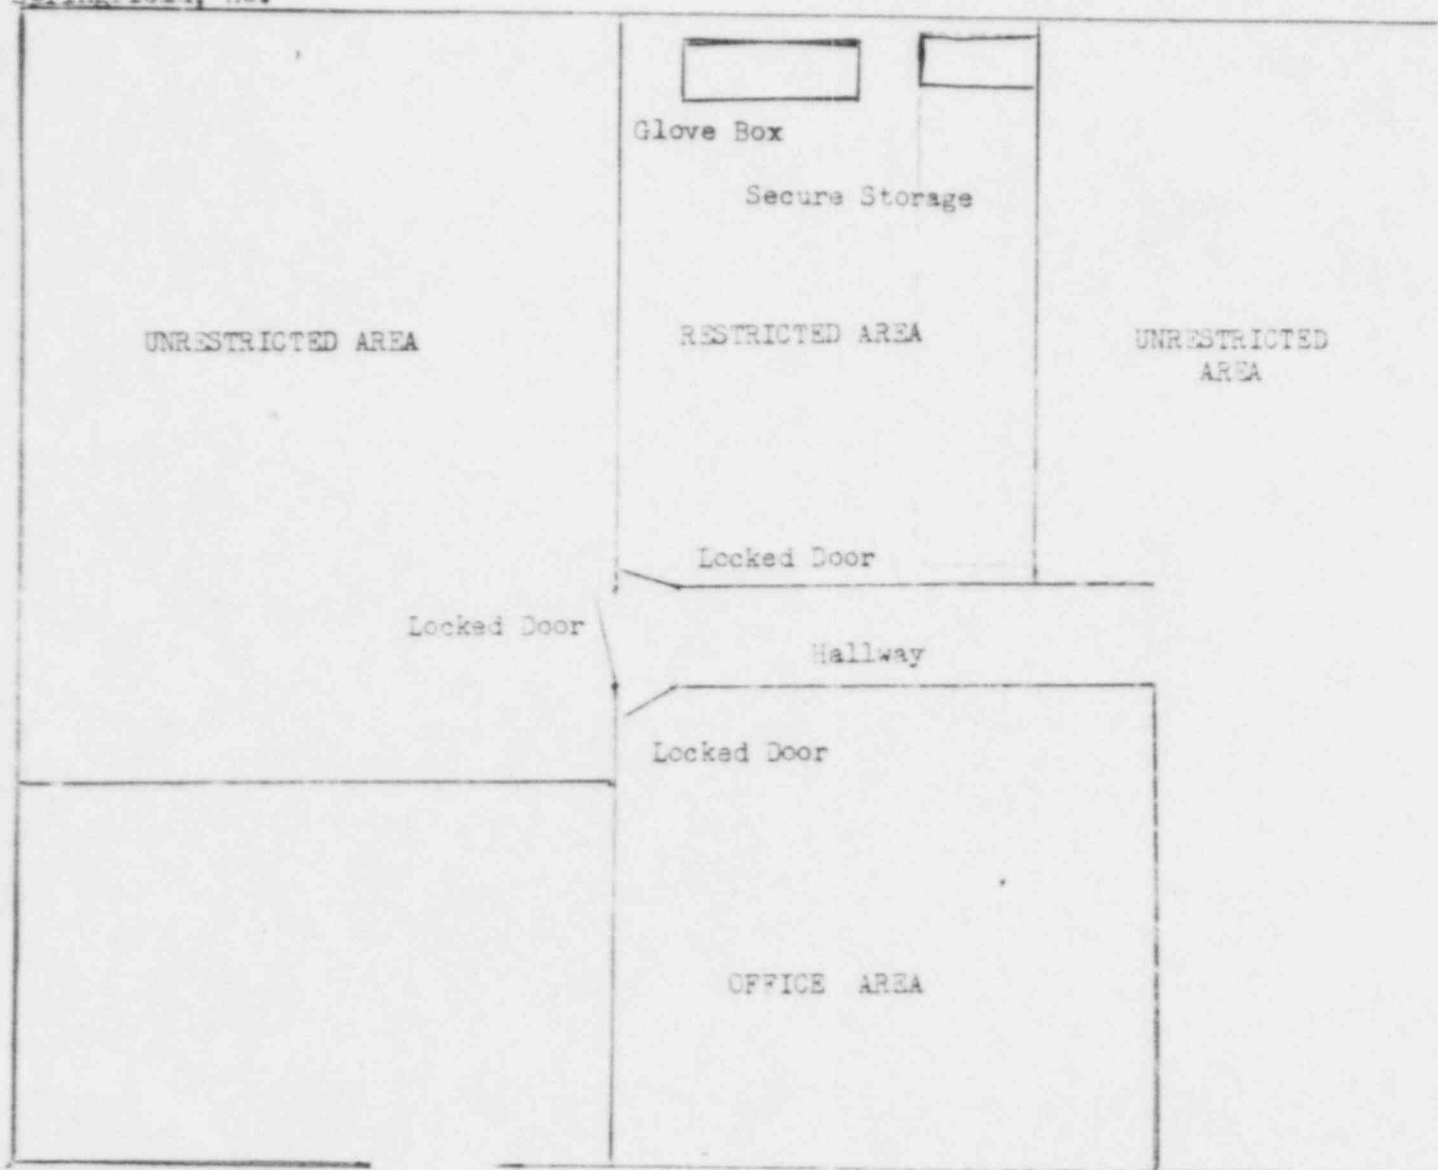 Glove Box
Secure Storage
UNRESTRICTED AREA
RESTRICTED AREA
UNRESTRICTED
AREA
Locked Door
Locked Door
Hallway
Locked Door
OFFICE AREA